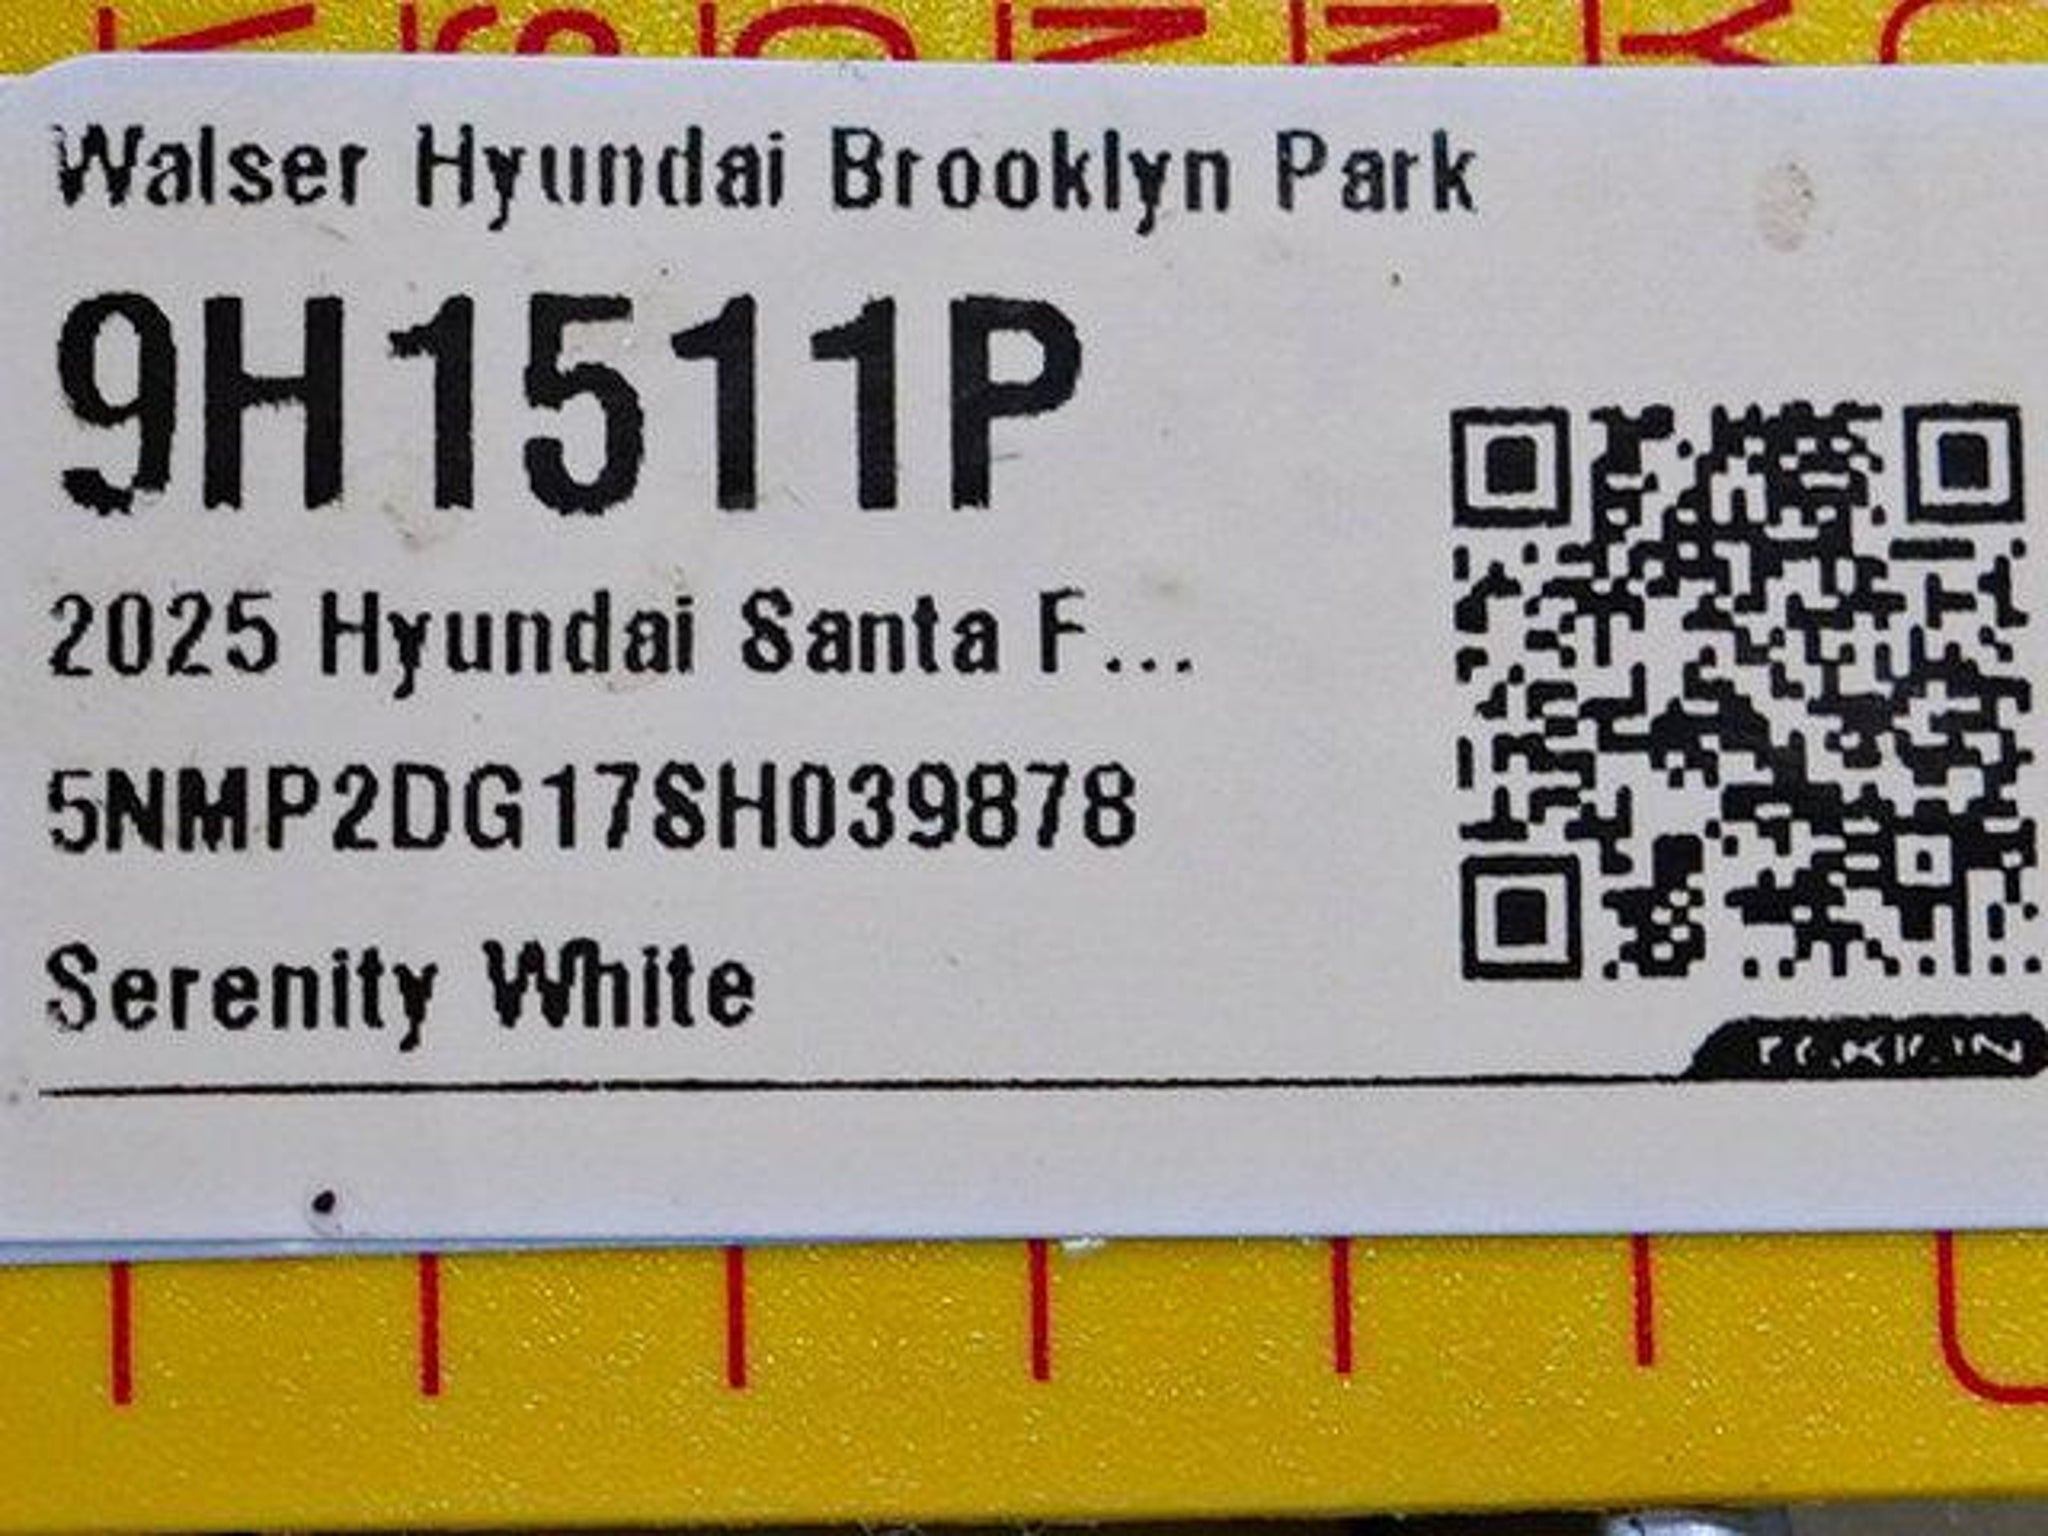 Walser Hyundai Brooklyn Park
9H1511P
2025 Hyundai Santa F...
5NMP2DG17SH039878
Serenity White